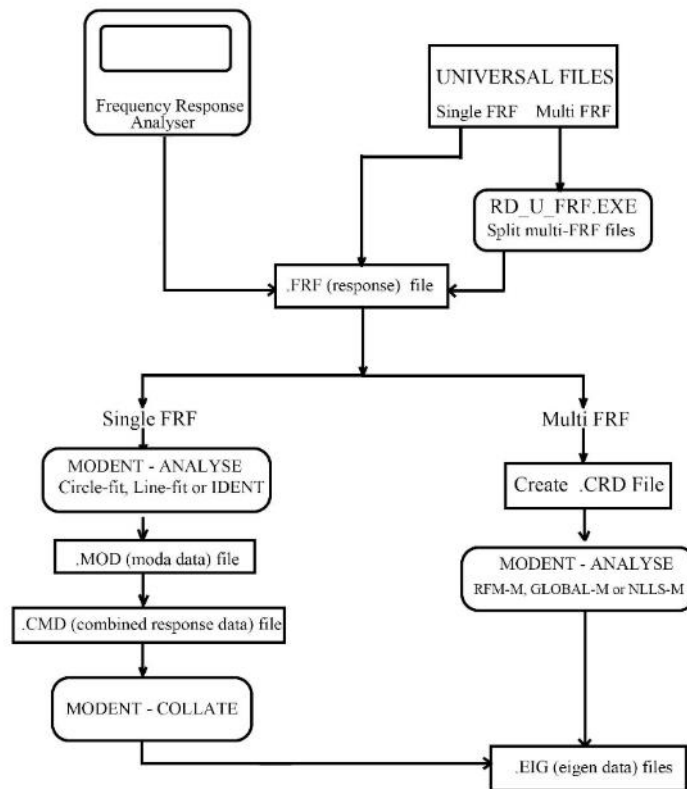 Frequency Response
Analyser
UNIVERSAL FILES
Single FRF Multi FRF
RD_U_FRF.EXE
Split multi-FRF files
.FRF (response) file
Single FRF
Multi FRF
MODENT - ANALYSE
Circle-fit, Line-fit or IDENT
Create .CRD File
.MOD (moda data) file
MODENT - ANALYSE
RFM-M, GLOBAL-M or NLLS-M
.CMD (combined response data) file
MODENT - COLLATE
.EIG (eigen data) files